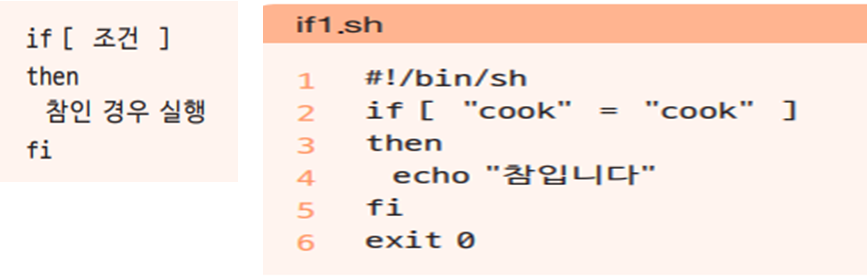 if [ 조건 ]
then
참인 경우 실행
fi
if1.sh
1 #!/bin/sh
2 if [ "cook" = "cook" ]
3 then
4 echo "참입니다"
5 fi
6 exit 0